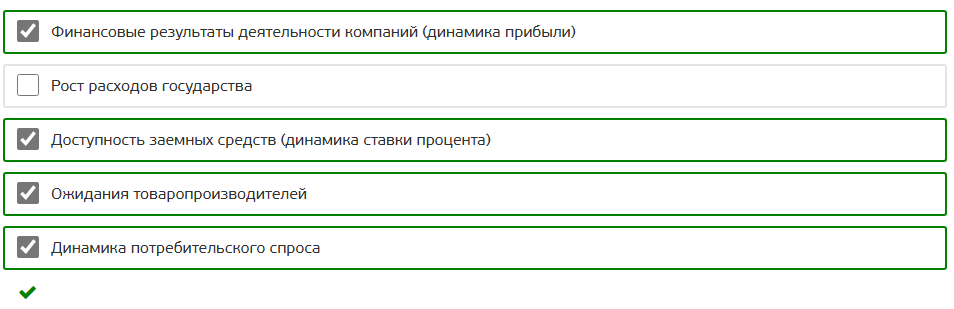 Финансовые результаты деятельности компаний (динамика прибыли)
Рост расходов государства
Доступность заемных средств (динамика ставки процента)
Ожидания товаропроизводителей
Динамика потребительского спроса